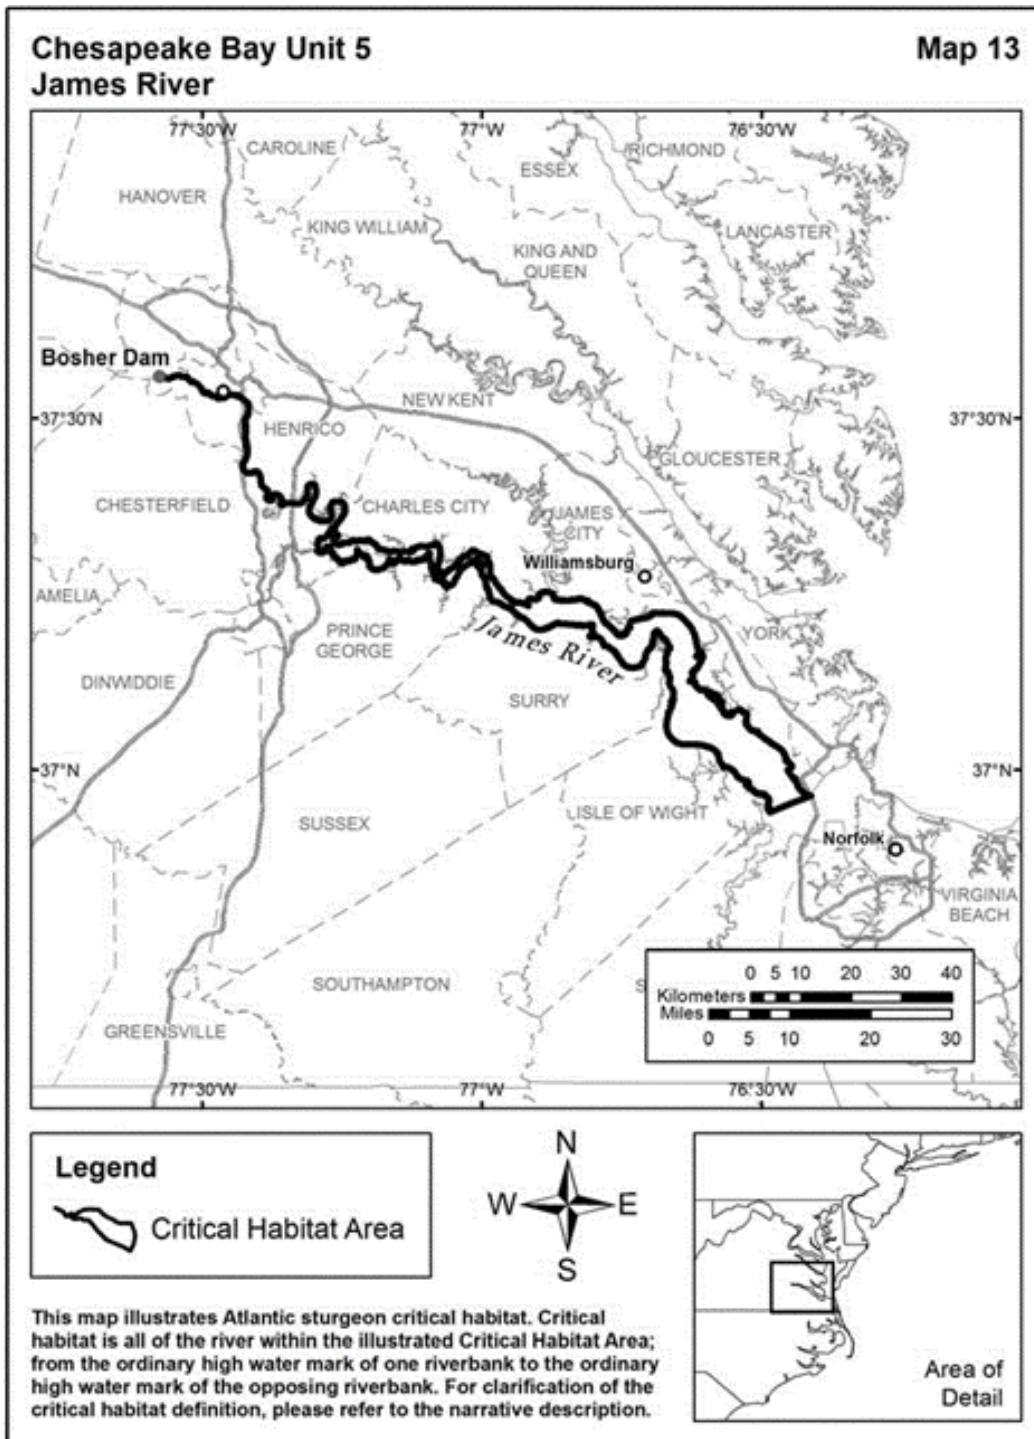 Chesapeake Bay Unit 5
Map 13
James River
77°30'W
77°W
76°30'W
CAROLINE
RICHMOND
ESSEX
HANOVER
KING WILLIAM
LANCASTER
KING AND
QUEEN
Bosher Dam
NEW KENT
37°30'N
37°30'N
HENRICO
GLOUCESTER
CHESTERFIELD
CHARLES CITY
JAMES
CITY
Williamsburg
AMELIA
PRINCE
GEORGE
James River
YORK
DINWIDDIE
SURRY
37°N
37°N
SUSSEX
ISLE OF WIGHT
Norfolk
VIRGINIA
BEACH
SOUTHAMPTON
S
GREENSVILLE
0 5 10 20 30 40
Kilometers
Miles
0 5 10 20 30
77°30'W
77°W
76°30'W
Legend
Critical Habitat Area
N
W
E
S
This map illustrates Atlantic sturgeon critical habitat. Critical
habitat is all of the river within the illustrated Critical Habitat Area;
from the ordinary high water mark of one riverbank to the ordinary
high water mark of the opposing riverbank. For clarification of the
critical habitat definition, please refer to the narrative description.
Area of
Detail